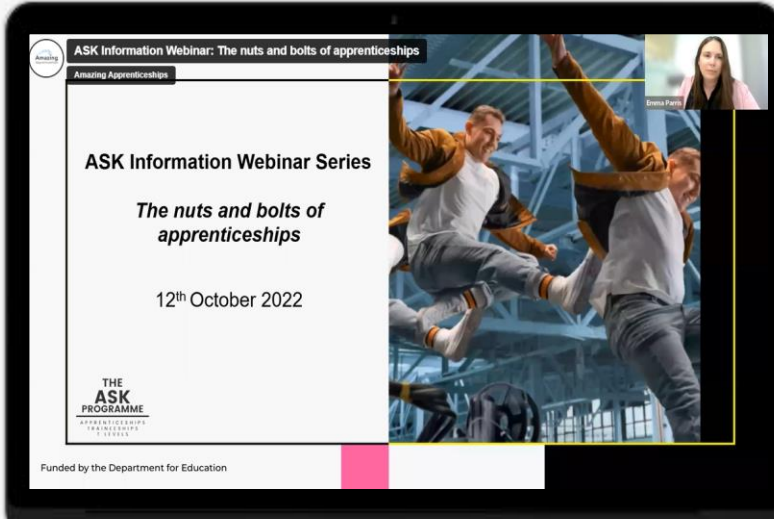 Amazing
ASK Information Webinar: The nuts and bolts of apprenticeships
Amazing Apprenticeships
Emma Parris
ASK Information Webinar Series
The nuts and bolts of
apprenticeships
12th October 2022
THE
ASK
PROGRAMME
APPRENTICESHIPS
TRAINEESHIPS
T LEVELS
Funded by the Department for Education